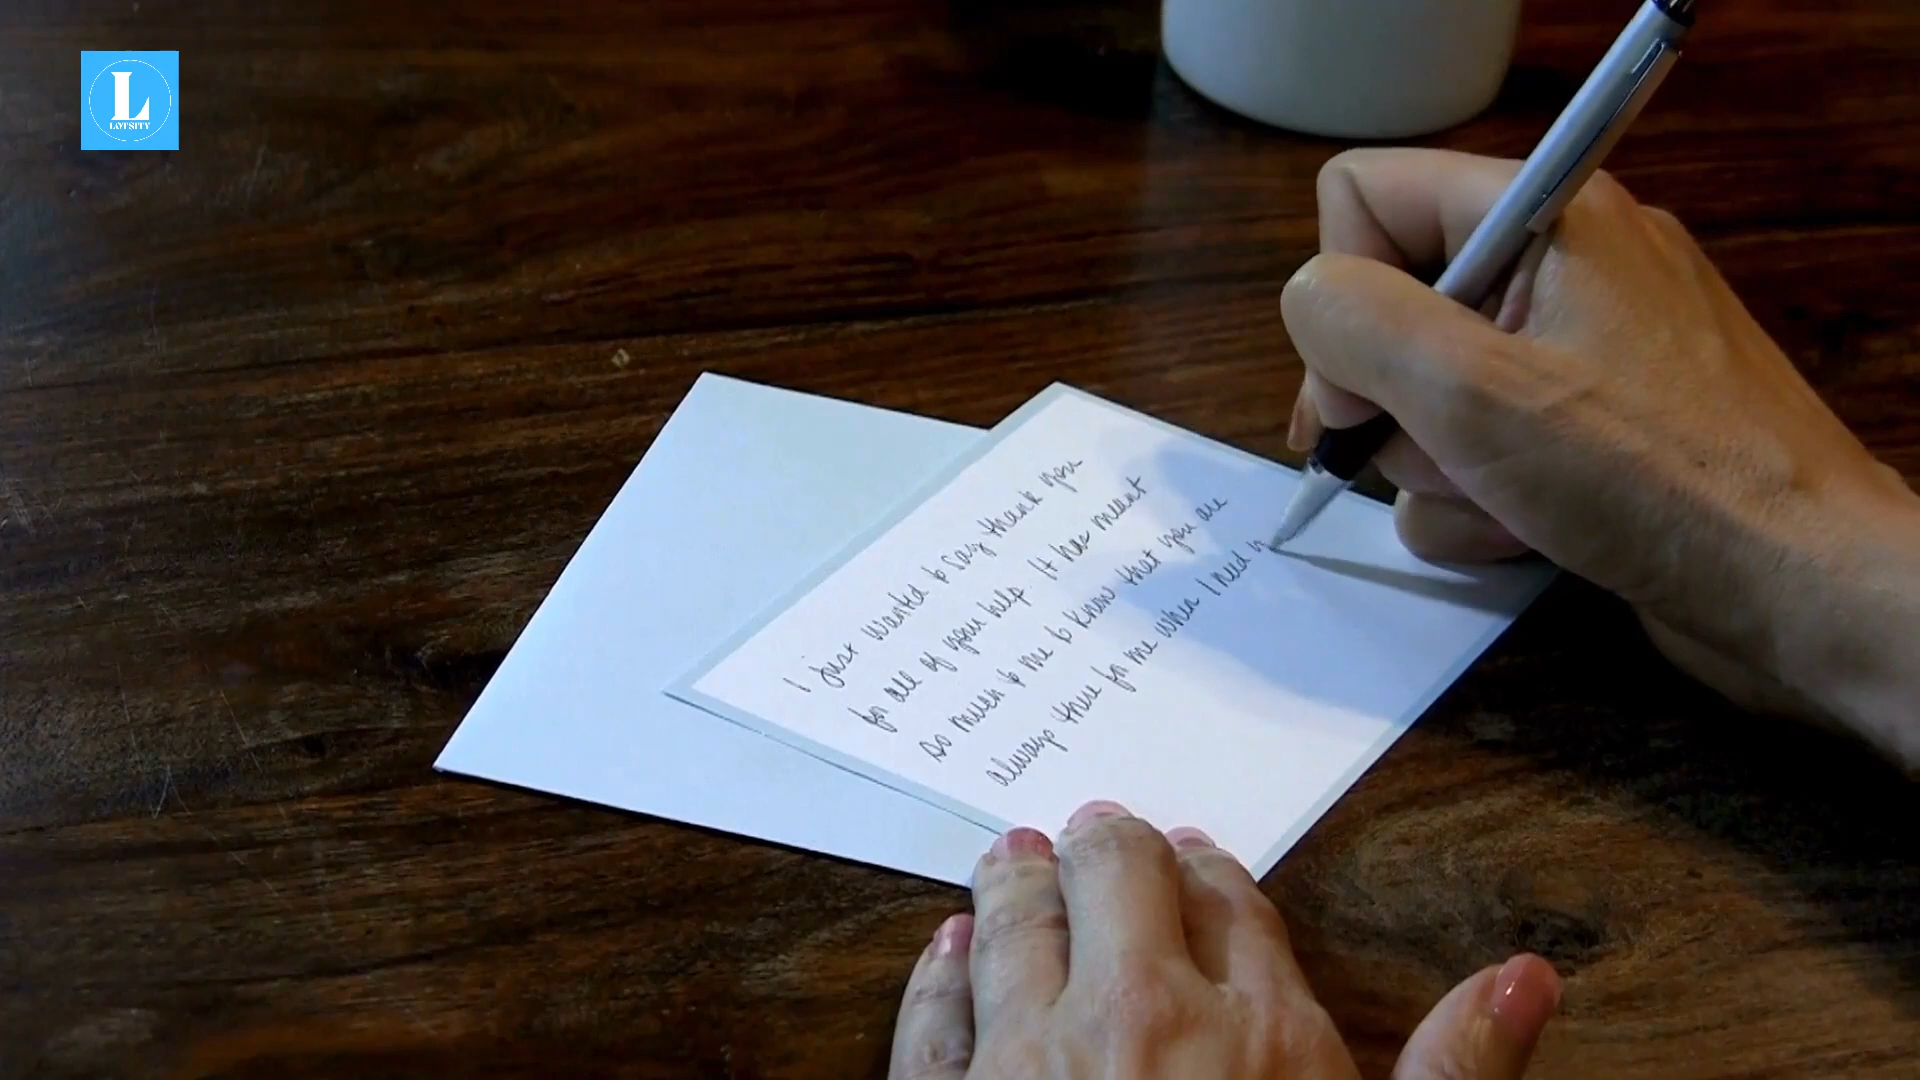 L
LOTSITY
I just wanted to say thank you
for all of your help. It has meant
so much to me to know that you are
always there for me when I need